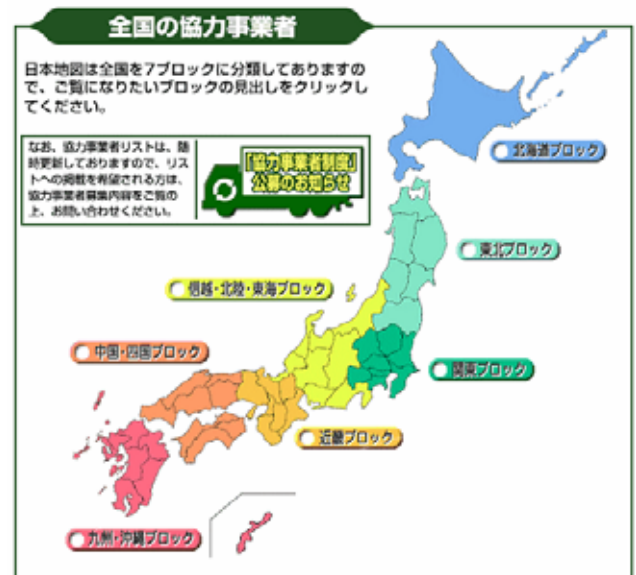 全国の協力事業者
日本地図は全国を7ブロックに分類してありますの
で、ご覧になりたいブロックの見出しをクリックし
てください。
なお、協力事業者リストは、随
時更新しておりますので、リス
トへの掲載を希望される方は、
協力事業者募集内容をご覧の
上、お問い合わせください。
「協力事業者制度」
公募のお知らせ
北海道ブロック
東北ブロック
信越・北陸・東海ブロック
中国・四国ブロック
関東ブロック
近畿ブロック
九州・沖縄ブロック